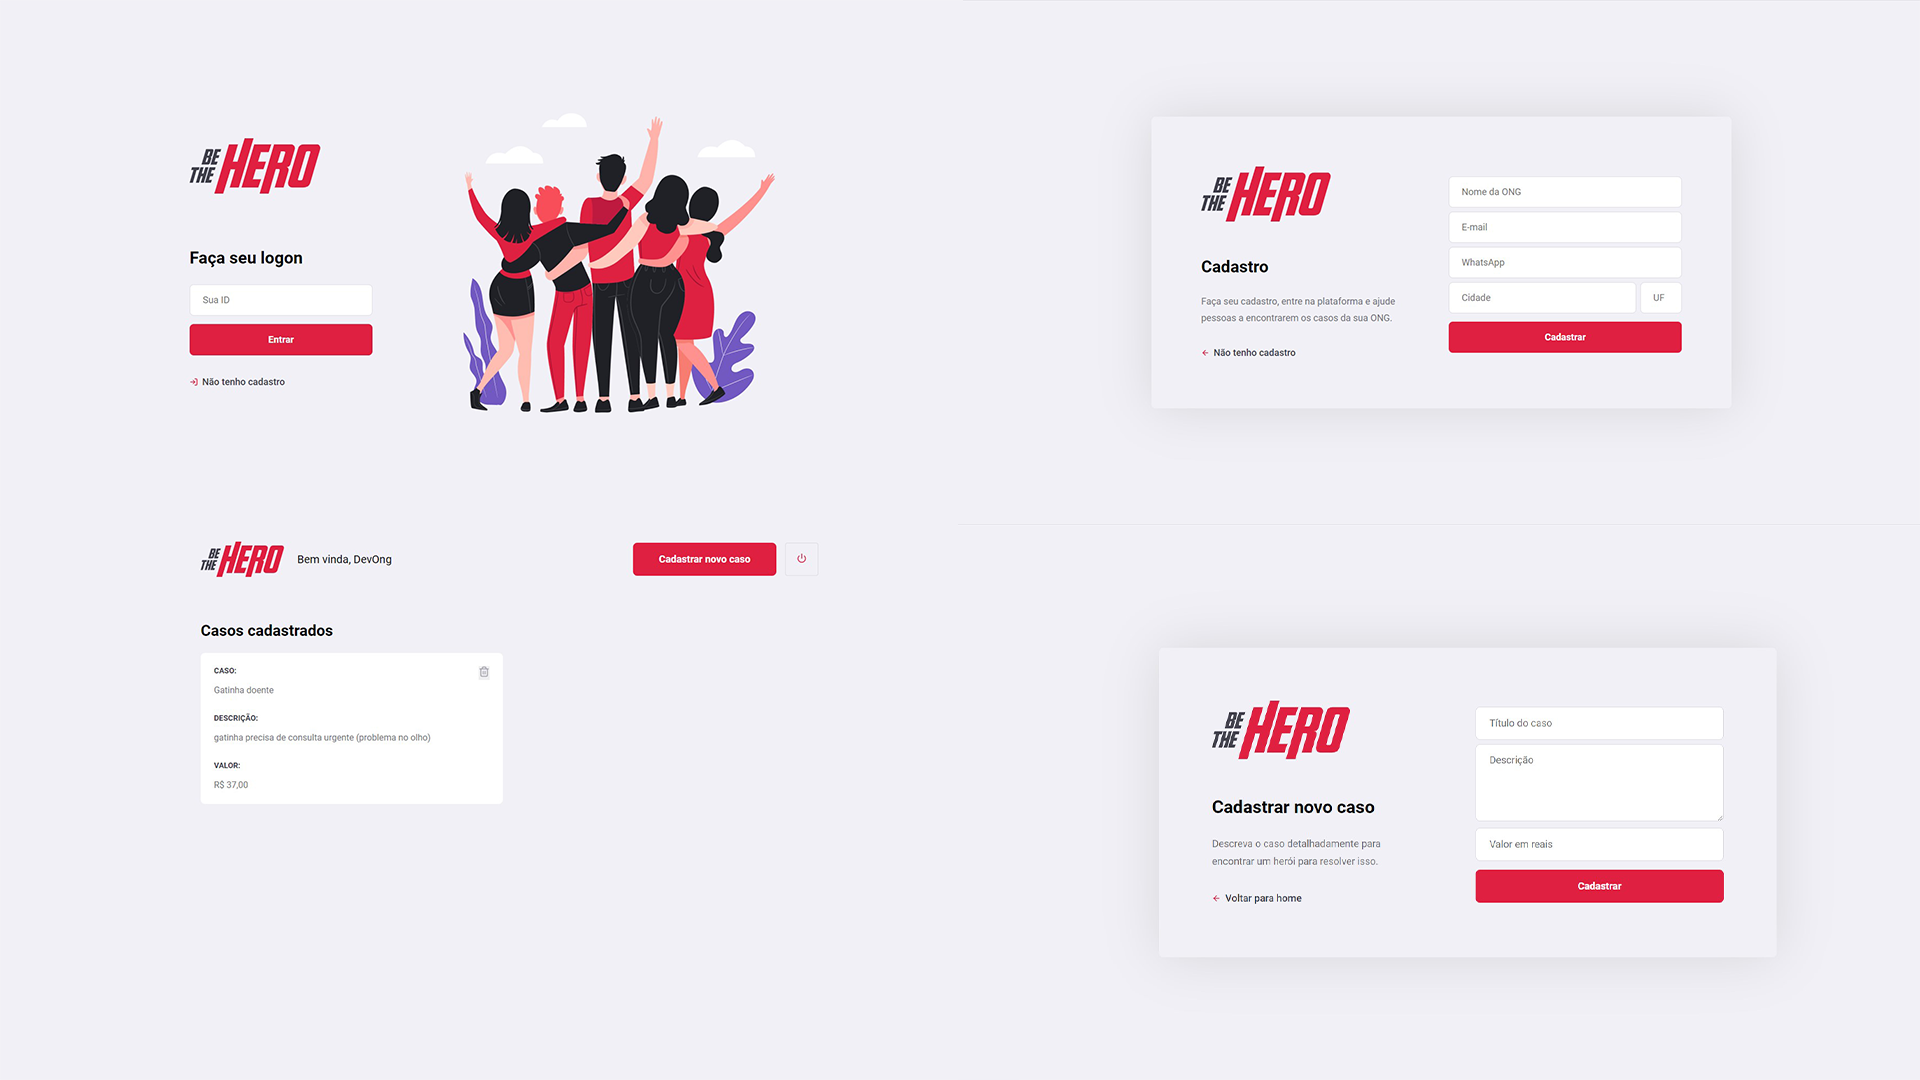 BE
THE HERO
Faça seu logon
Sua ID
Entrar
Não tenho cadastro
BE
THE HERO
Cadastro
Faça seu cadastro, entre na plataforma e ajude
pessoas a encontrarem os casos da sua ONG.
Não tenho cadastro
Nome da ONG
E-mail
WhatsApp
Cidade
UF
Cadastrar
BE
THE HERO
Bem vinda, DevOng
Cadastrar novo caso
Casos cadastrados
CASO:
Gatinha doente
DESCRIÇÃO:
gatinha precisa de consulta urgente (problema no olho)
VALOR:
R$ 37,00
BE
THE HERO
Cadastrar novo caso
Descreva o caso detalhadamente para
encontrar um herói para resolver isso.
Voltar para home
Título do caso
Descrição
Valor em reais
Cadastrar